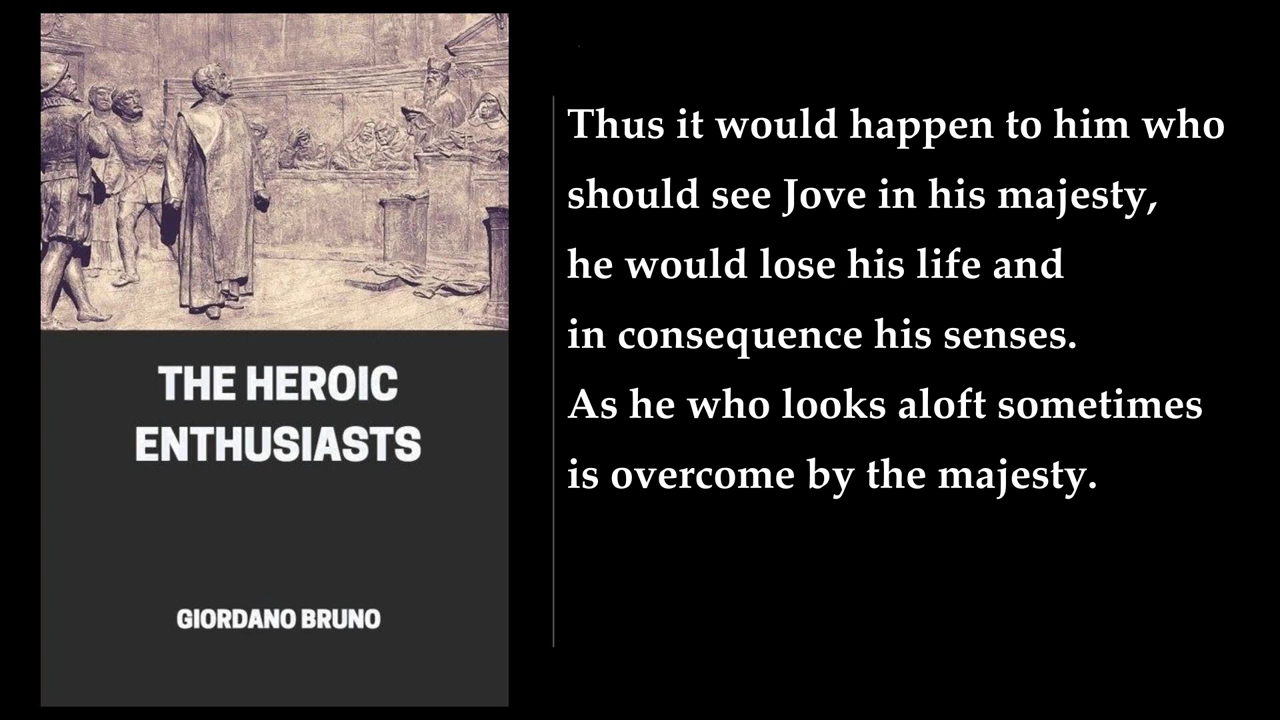 THE HEROIC
ENTHUSIASTS
GIORDANO BRUNO
Thus it would happen to him who
should see Jove in his majesty,
he would lose his life and
in consequence his senses.
As he who looks aloft sometimes
is overcome by the majesty.